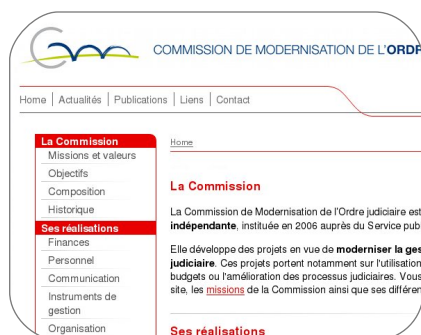 COMMISSION DE MODERNISATION DE L'ORDR
Home | Actualités | Publications | Liens | Contact
La Commission
Missions et valeurs
Objectifs
Composition
Historique
Ses réalisations
Finances
Personnel
Communication
Instruments de
gestion
Organisation
Home
La Commission
La Commission de Modernisation de l'Ordre judiciaire est
indépendante, instituée en 2006 auprès du Service pub
Elle développe des projets en vue de moderniser la ges
judiciaire. Ces projets portent notamment sur l'utilisation
budgets ou l'amélioration des processus judiciaires. Vous
site, les missions de la Commission ainsi que ses différen
Ses réalisations